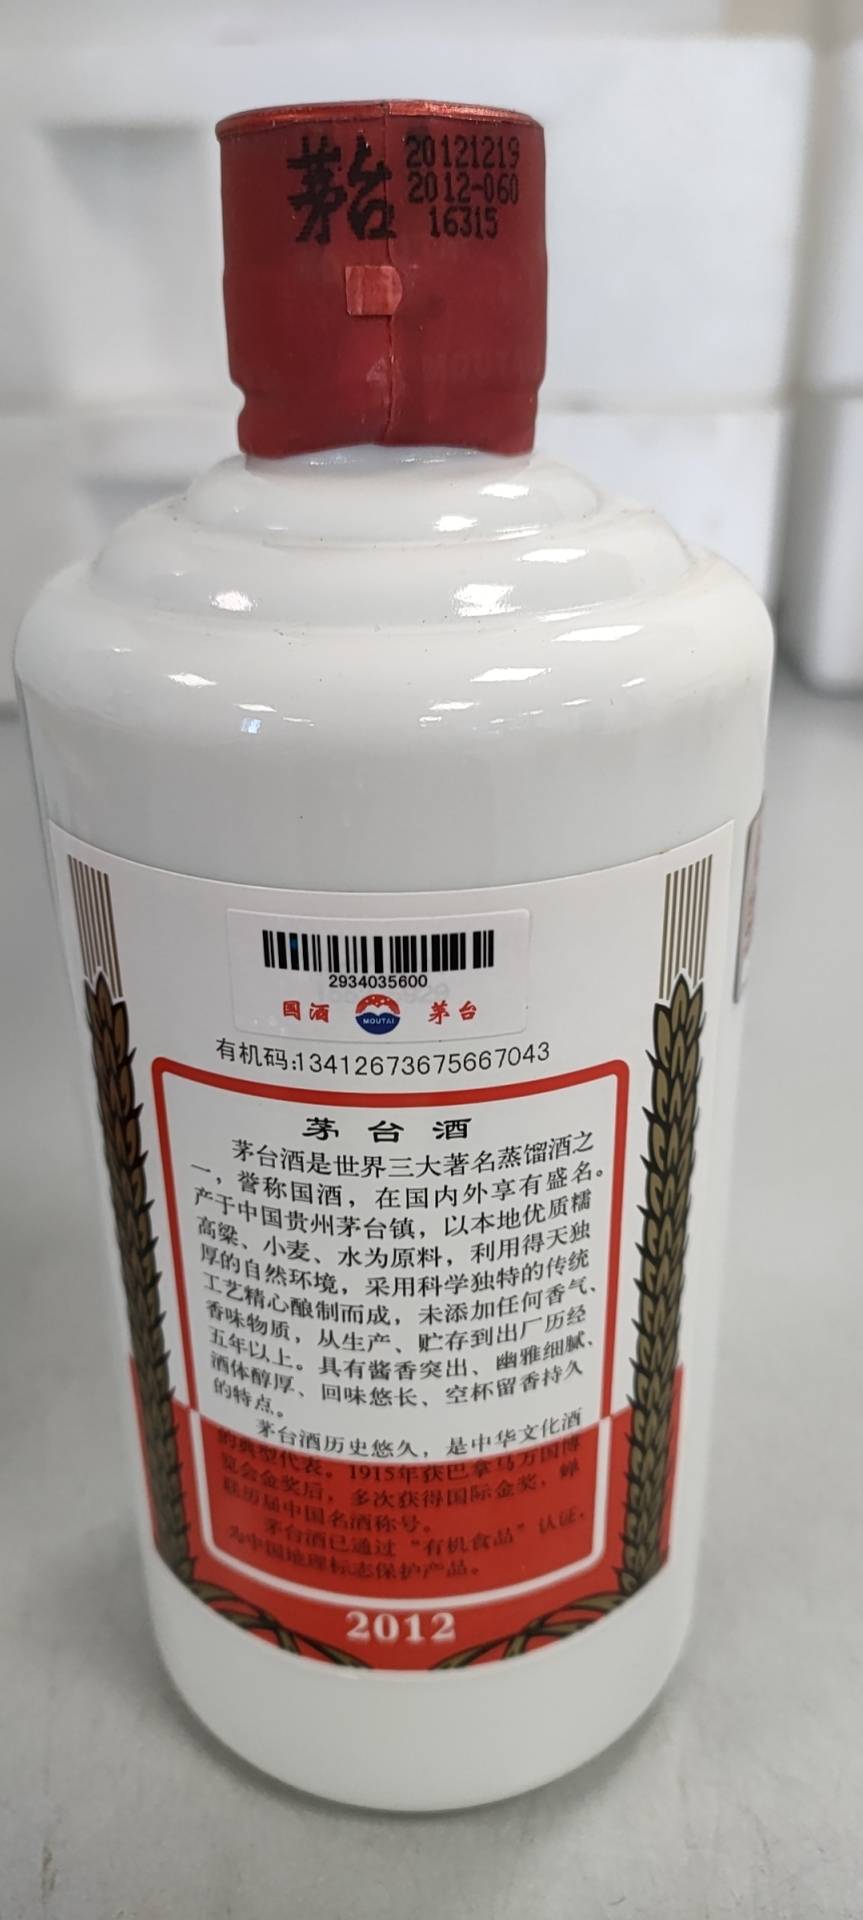 茅台
20121219
2012-060
16315
2934035600
国酒 MOUTAI 茅台
有机码:13412673675667043
茅台酒
茅台酒是世界三大著名蒸馏酒之
一，誉称国酒，在国内外享有盛名。
产于中国贵州茅台镇，以本地优质糯
高粱、小麦、水为原料，利用得天独
厚的自然环境，采用科学独特的传统
工艺精心酿制而成，未添加任何香气、
香味物质，从生产、贮存到出厂历经
五年以上。具有酱香突出、幽雅细腻、
酒体醇厚、回味悠长、空杯留香持久
的特点。
茅台酒历史悠久，是中华文化酒
的典型代表。1915年获巴拿马万国博
览会金奖后，多次获得国际金奖，蝉
联历届中国名酒称号。
茅台酒已通过“有机食品”认证，
为中国地理标志保护产品。
2012